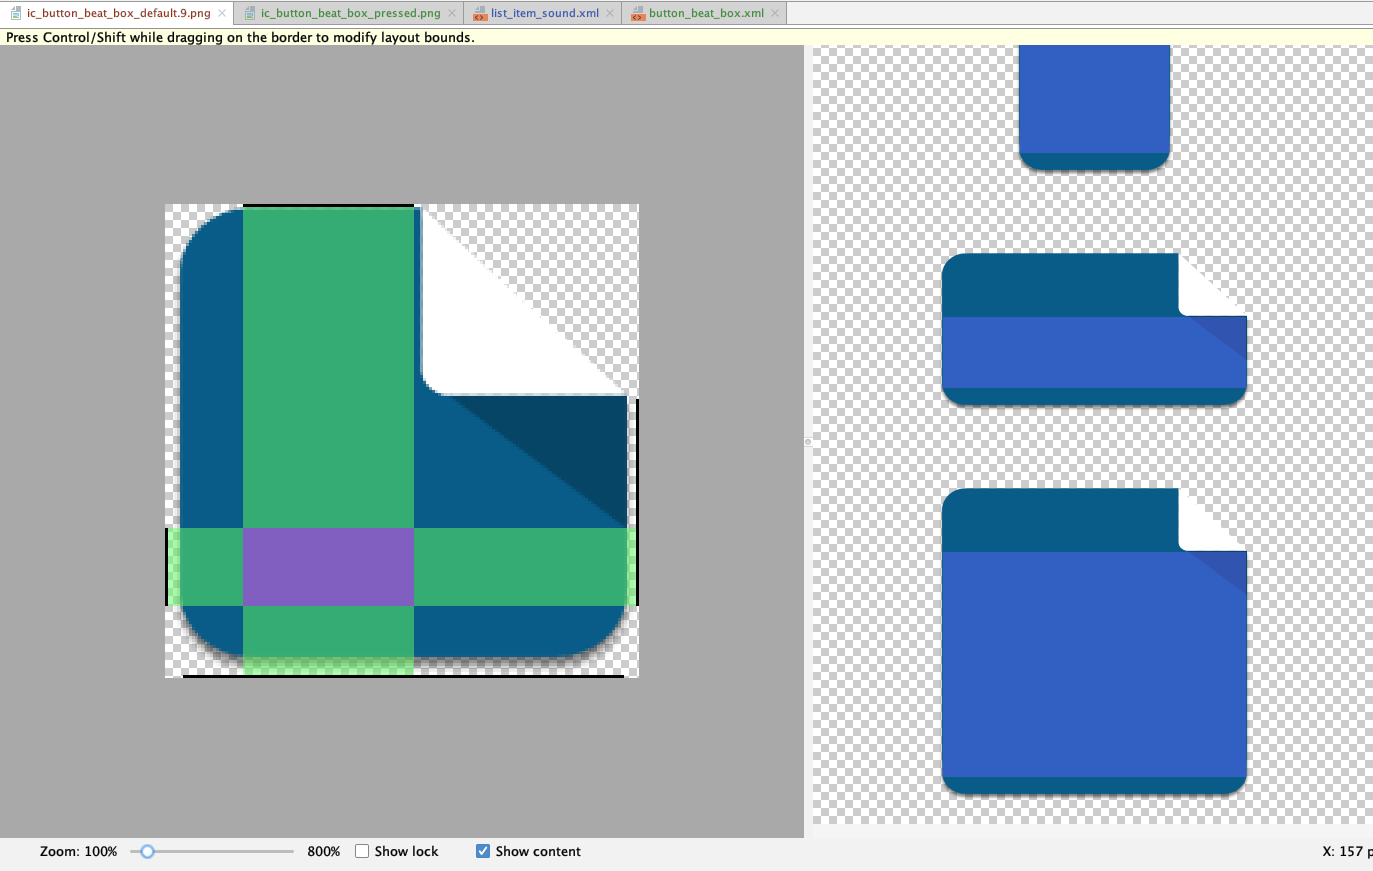 ic_button_beat_box_default.9.png ic_button_beat_box_pressed.png list_item_sound.xml button_beat_box.xml
Press Control/Shift while dragging on the border to modify layout bounds.
Zoom: 100% 800% Show lock Show content X: 157 p